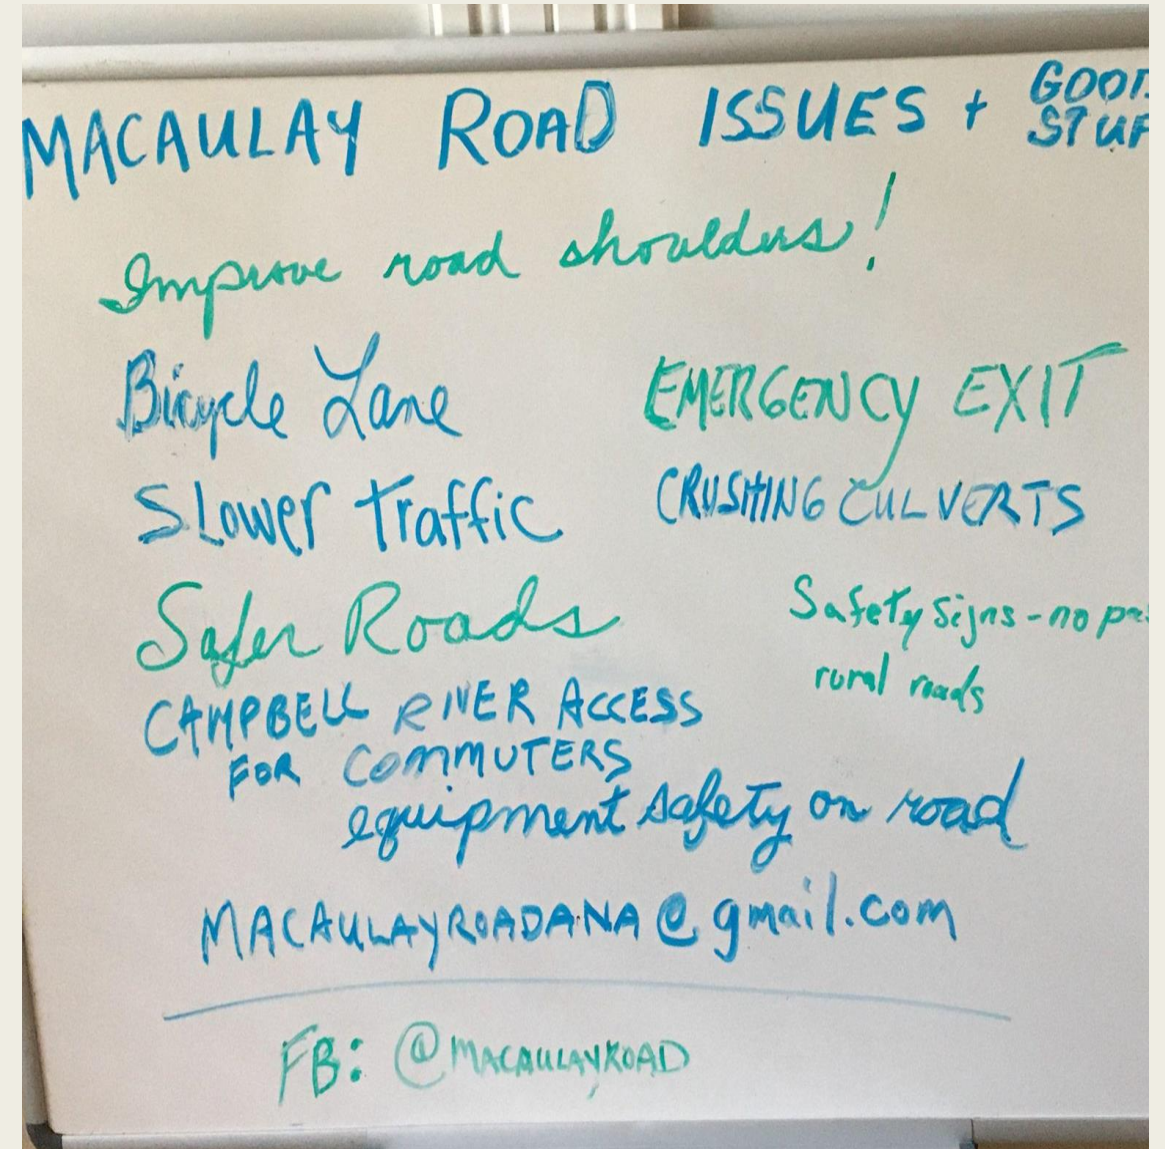 MACAULAY ROAD ISSUES + GOOD
STUF
Improve road shoulders!
Bicycle Lane
EMERGENCY EXIT
Slower traffic
CRUSHING CULVERTS
Safer Roads
Safety signs - no
rural roads
CAMPBELL RIVER ACCESS
FOR COMMUTERS
equipment safety on road
MACAULAYROADANA@gmail.com
FB: @MACAULAYROAD